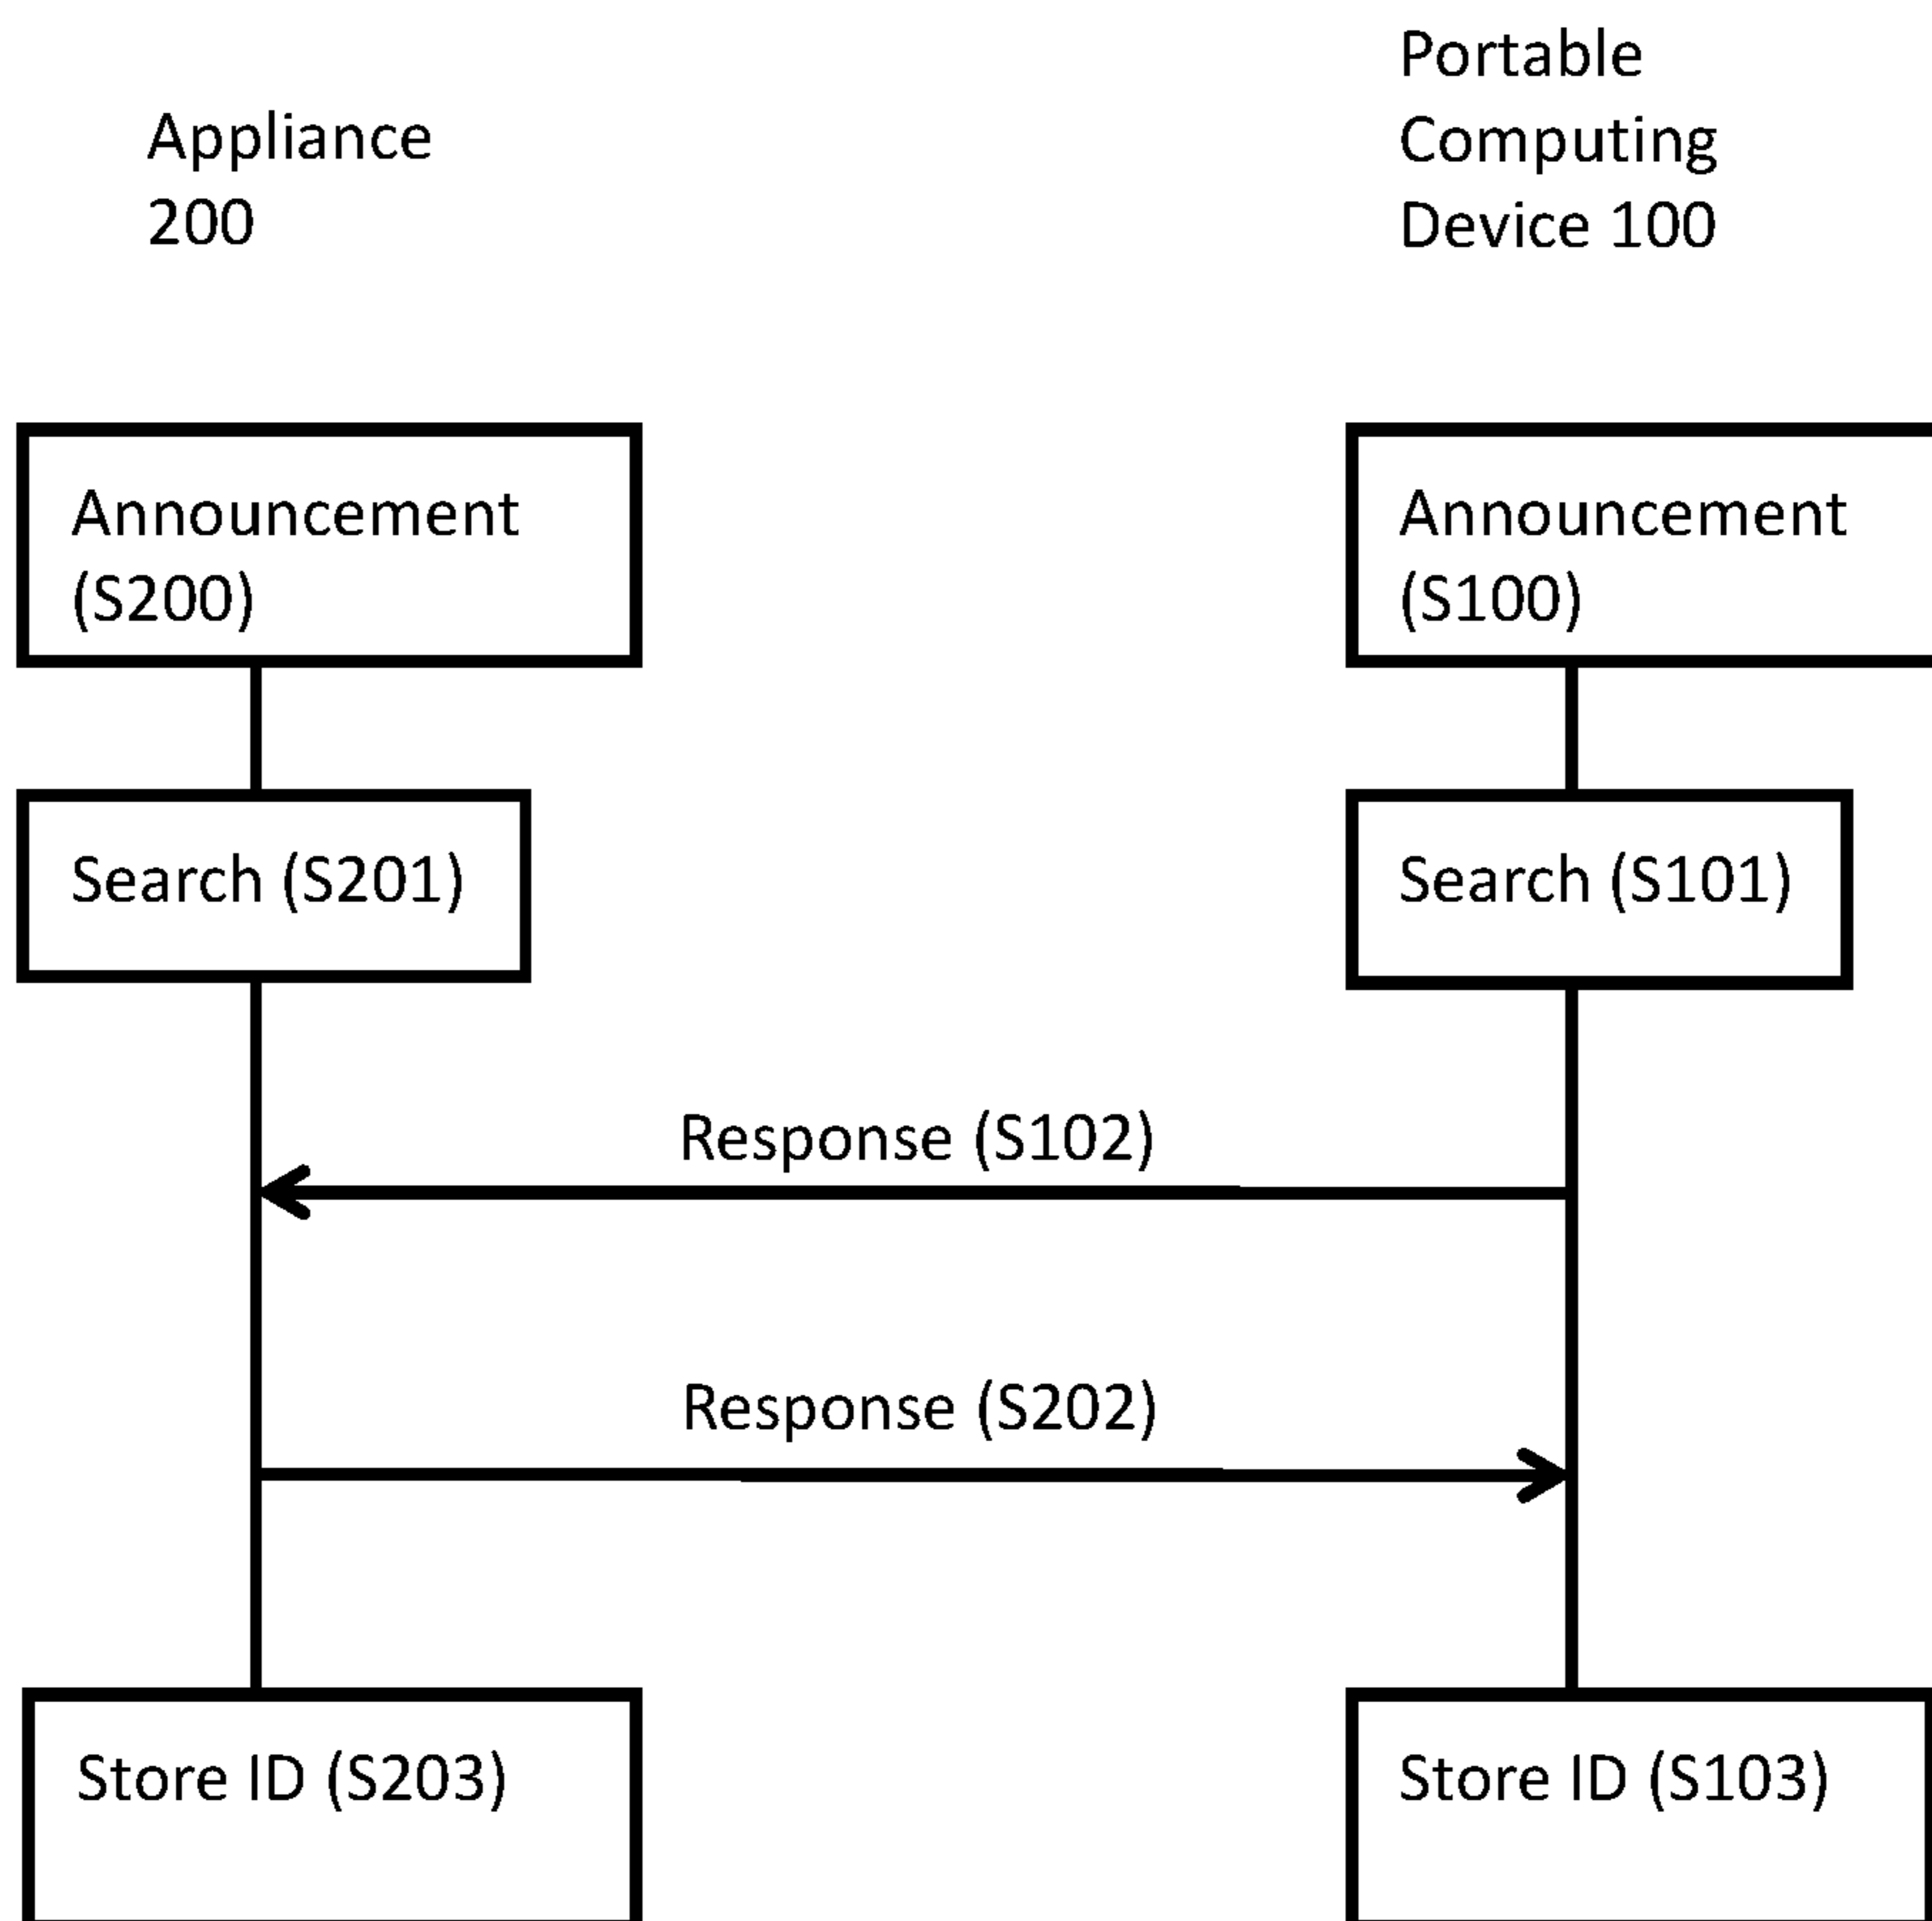 Appliance
200
Portable
Computing
Device 100
Announcement
(S200)
Announcement
(S100)
Search (S201)
Search (S101)
Response (S102)
Response (S202)
Store ID (S203)
Store ID (S103)